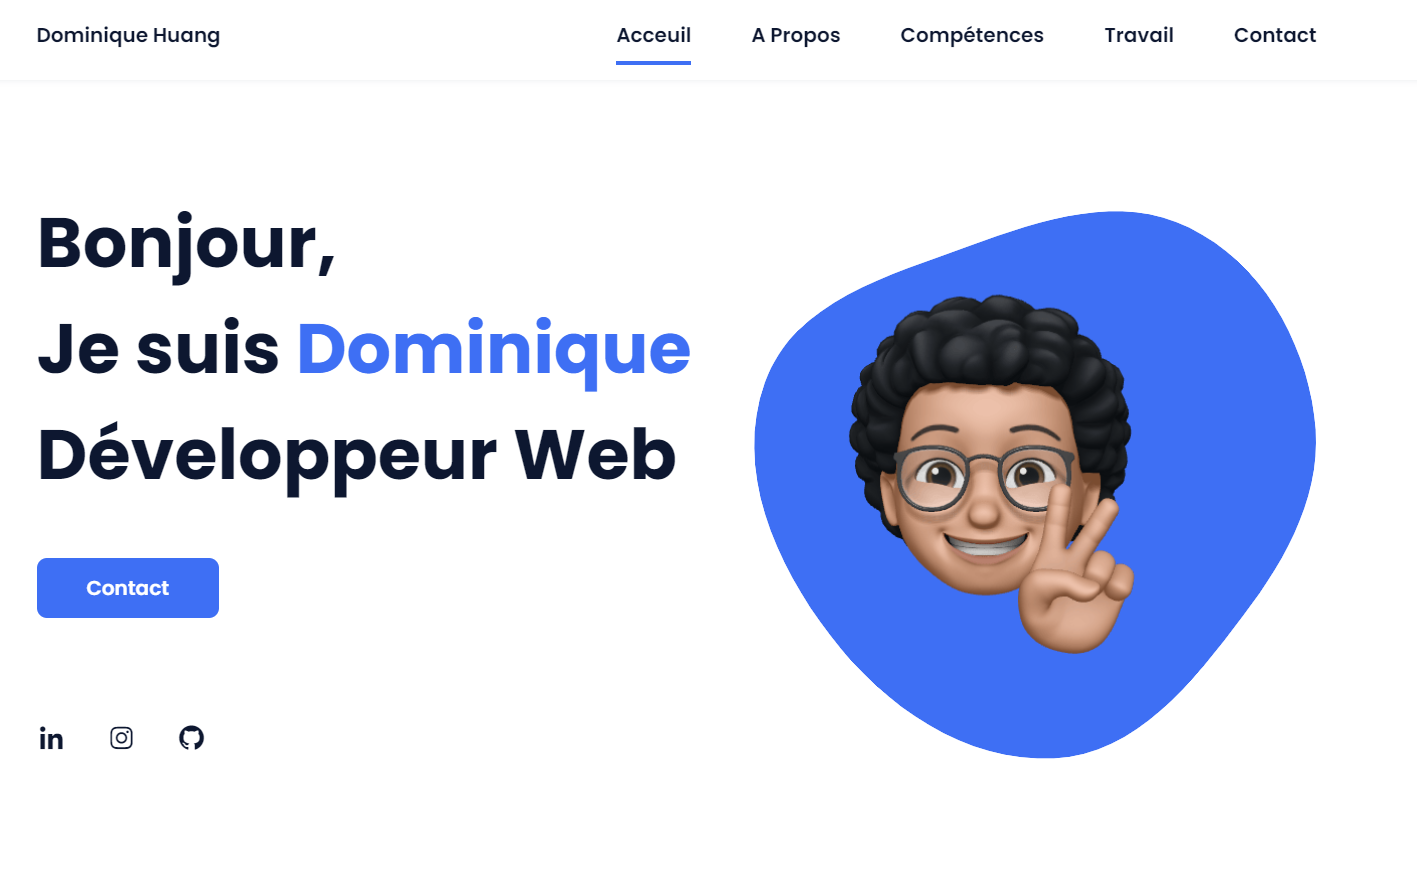 Dominique Huang
Acceuil
A Propos
Compétences
Travail
Contact
Bonjour,
Je suis Dominique
Développeur Web
Contact
in